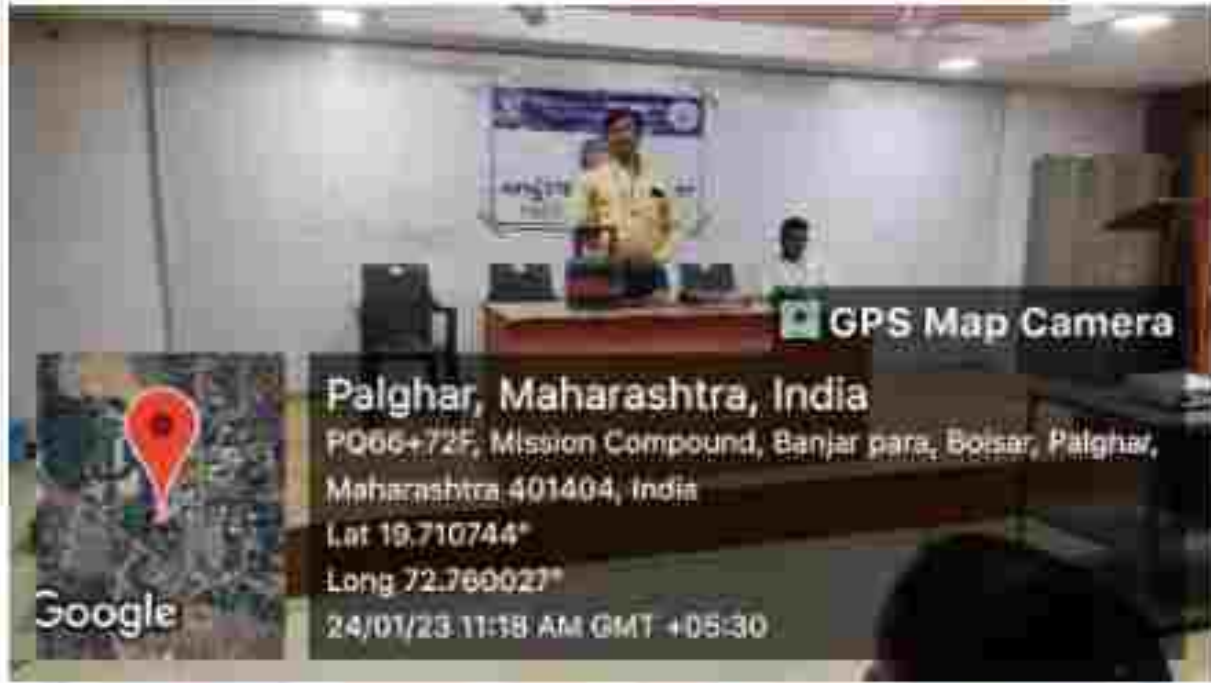 GPS Map Camera
Palghar, Maharashtra, India
PQ66+72F, Mission Compound, Banjar para, Boisar, Palghar,
Maharashtra 401404, India
Lat 19.710744°
Long 72.760027°
24/01/23 11:18 AM GMT +05:30
Google